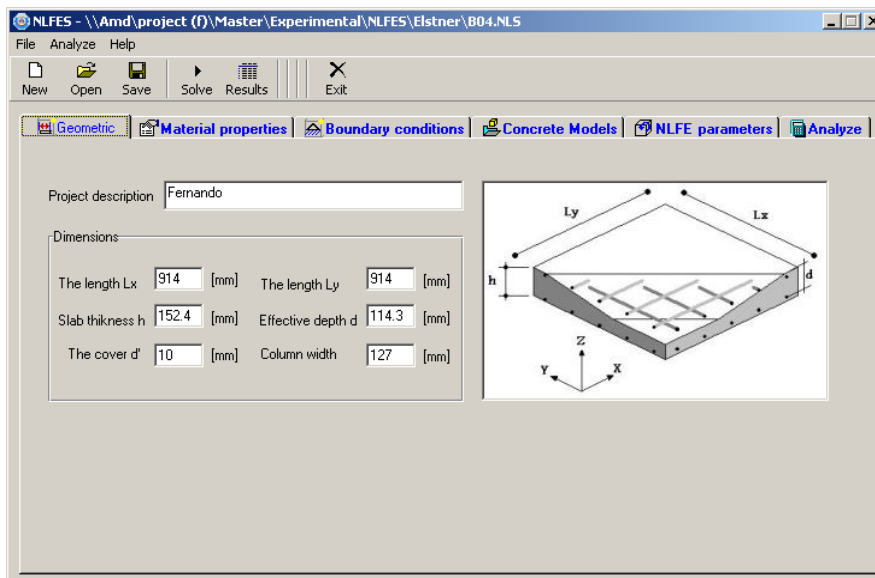 NLFES - \\Amd\project (f)\Master\Experimental\NLFES\Elstner\B04.NLS
File Analyze Help
New Open Save Solve Results Exit
Geometric Material properties Boundary conditions Concrete Models NLFE parameters Analyze
Project description Fernando
Dimensions
The length Lx 914 [mm] The length Ly 914 [mm]
Slab thikness h 152.4 [mm] Effective depth d 114.3 [mm]
The cover d' 10 [mm] Column width 127 [mm]
Ly Lx
h d
Z
Y X